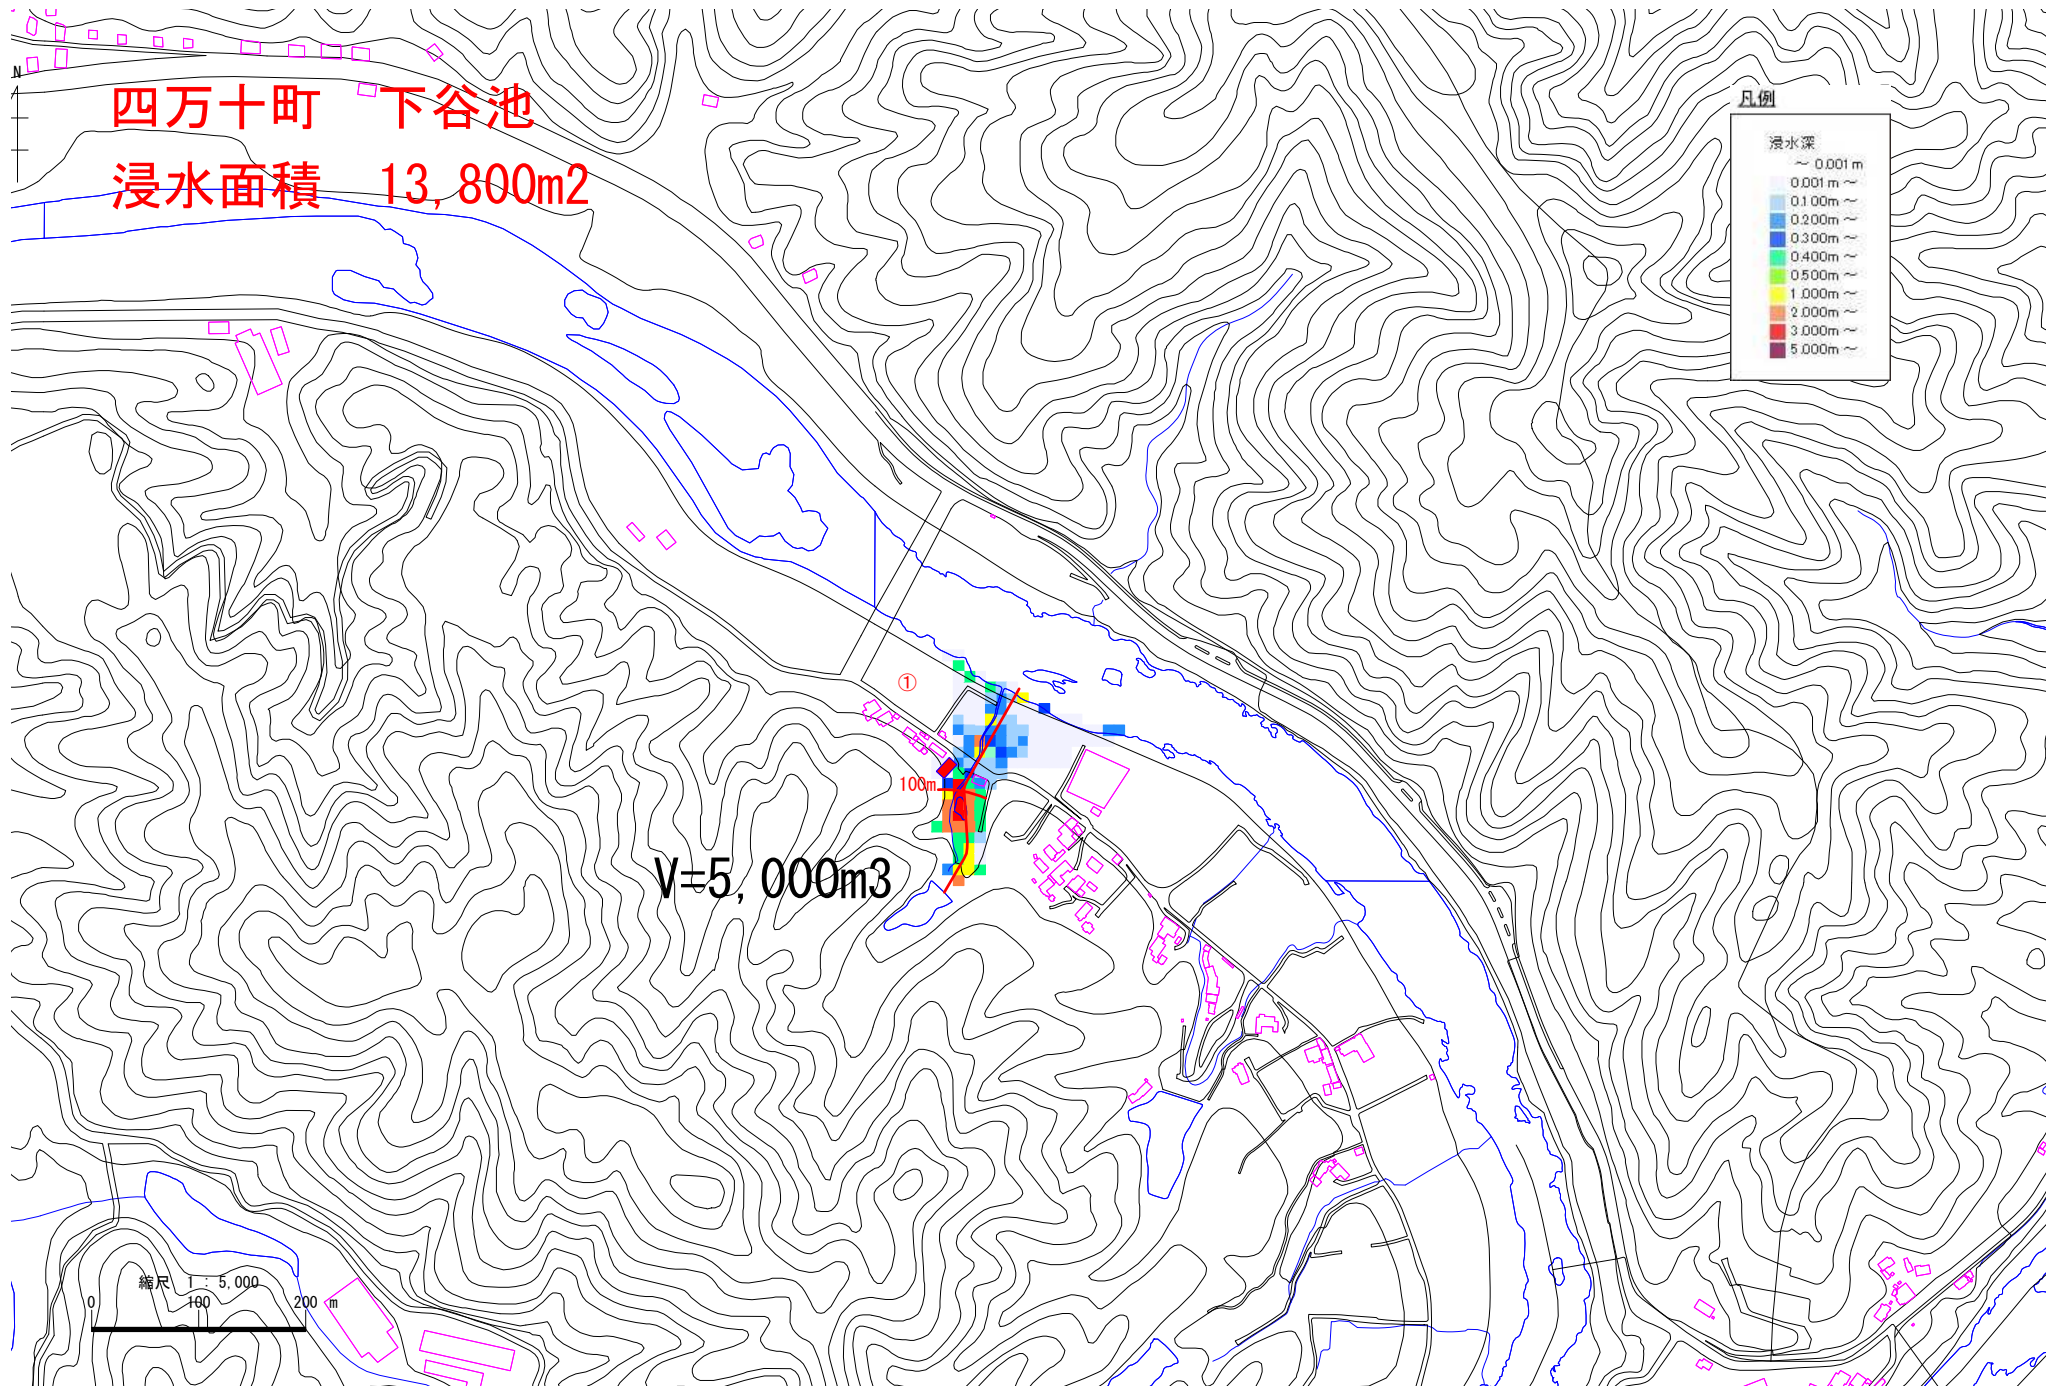 N
四万十町　下谷池
浸水面積　13,800m2
凡例
浸水深
～ 0.001 m
0.001 m ～
0.100m ～
0.200m ～
0.300m ～
0.400m ～
0.500m ～
1.000m ～
2.000m ～
3.000m ～
5.000m ～
①
100m
V=5,000m3
縮尺 1 : 5,000
0 100 200 m